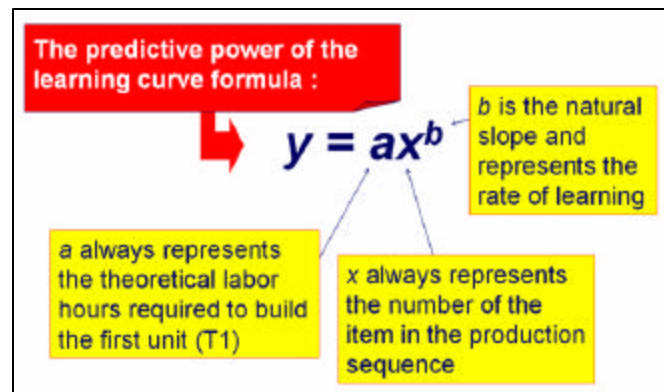 The predictive power of the
learning curve formula :
y = axᵇ
b is the natural
slope and
represents the
rate of learning
a always represents
the theoretical labor
hours required to build
the first unit (T1)
x always represents
the number of the
item in the production
sequence